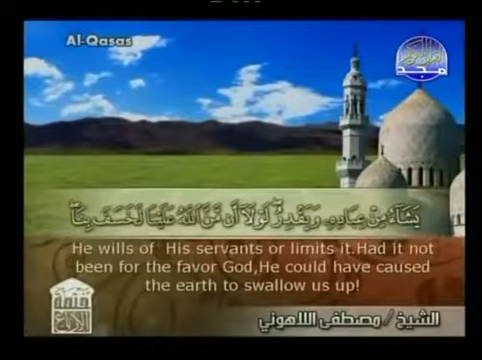 Al-Qasas
مجد
يَشَآءُ مِنْ عِبَادِهِۦ وَيَقْدِرُ ۖ لَوْلَآ أَن مَّنَّ ٱللَّهُ عَلَيْنَا لَخَسَفَ بِنَا ۖ
He wills of His servants or limits it.Had it not
been for the favor God,He could have caused
the earth to swallow us up!
الشيخ / مصطفى اللاهوني